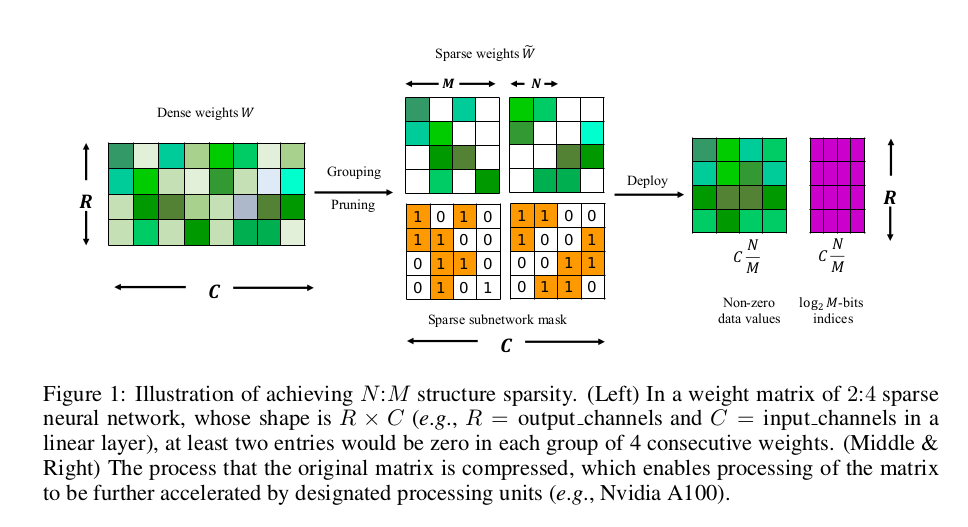 Sparse weights W̃
M
N
Dense weights W
R
Grouping
Pruning
C
1 0 1 0
1 1 0 0
0 1 1 0
0 1 0 1
1 1 0 0
1 0 0 1
0 0 1 1
0 1 1 0
Sparse subnetwork mask
C
Deploy
R
C N/M
C N/M
Non-zero
data values
log₂ M-bits
indices
Figure 1: Illustration of achieving N:M structure sparsity. (Left) In a weight matrix of 2:4 sparse
neural network, whose shape is R × C (e.g., R = output_channels and C = input_channels in a
linear layer), at least two entries would be zero in each group of 4 consecutive weights. (Middle &
Right) The process that the original matrix is compressed, which enables processing of the matrix
to be further accelerated by designated processing units (e.g., Nvidia A100).